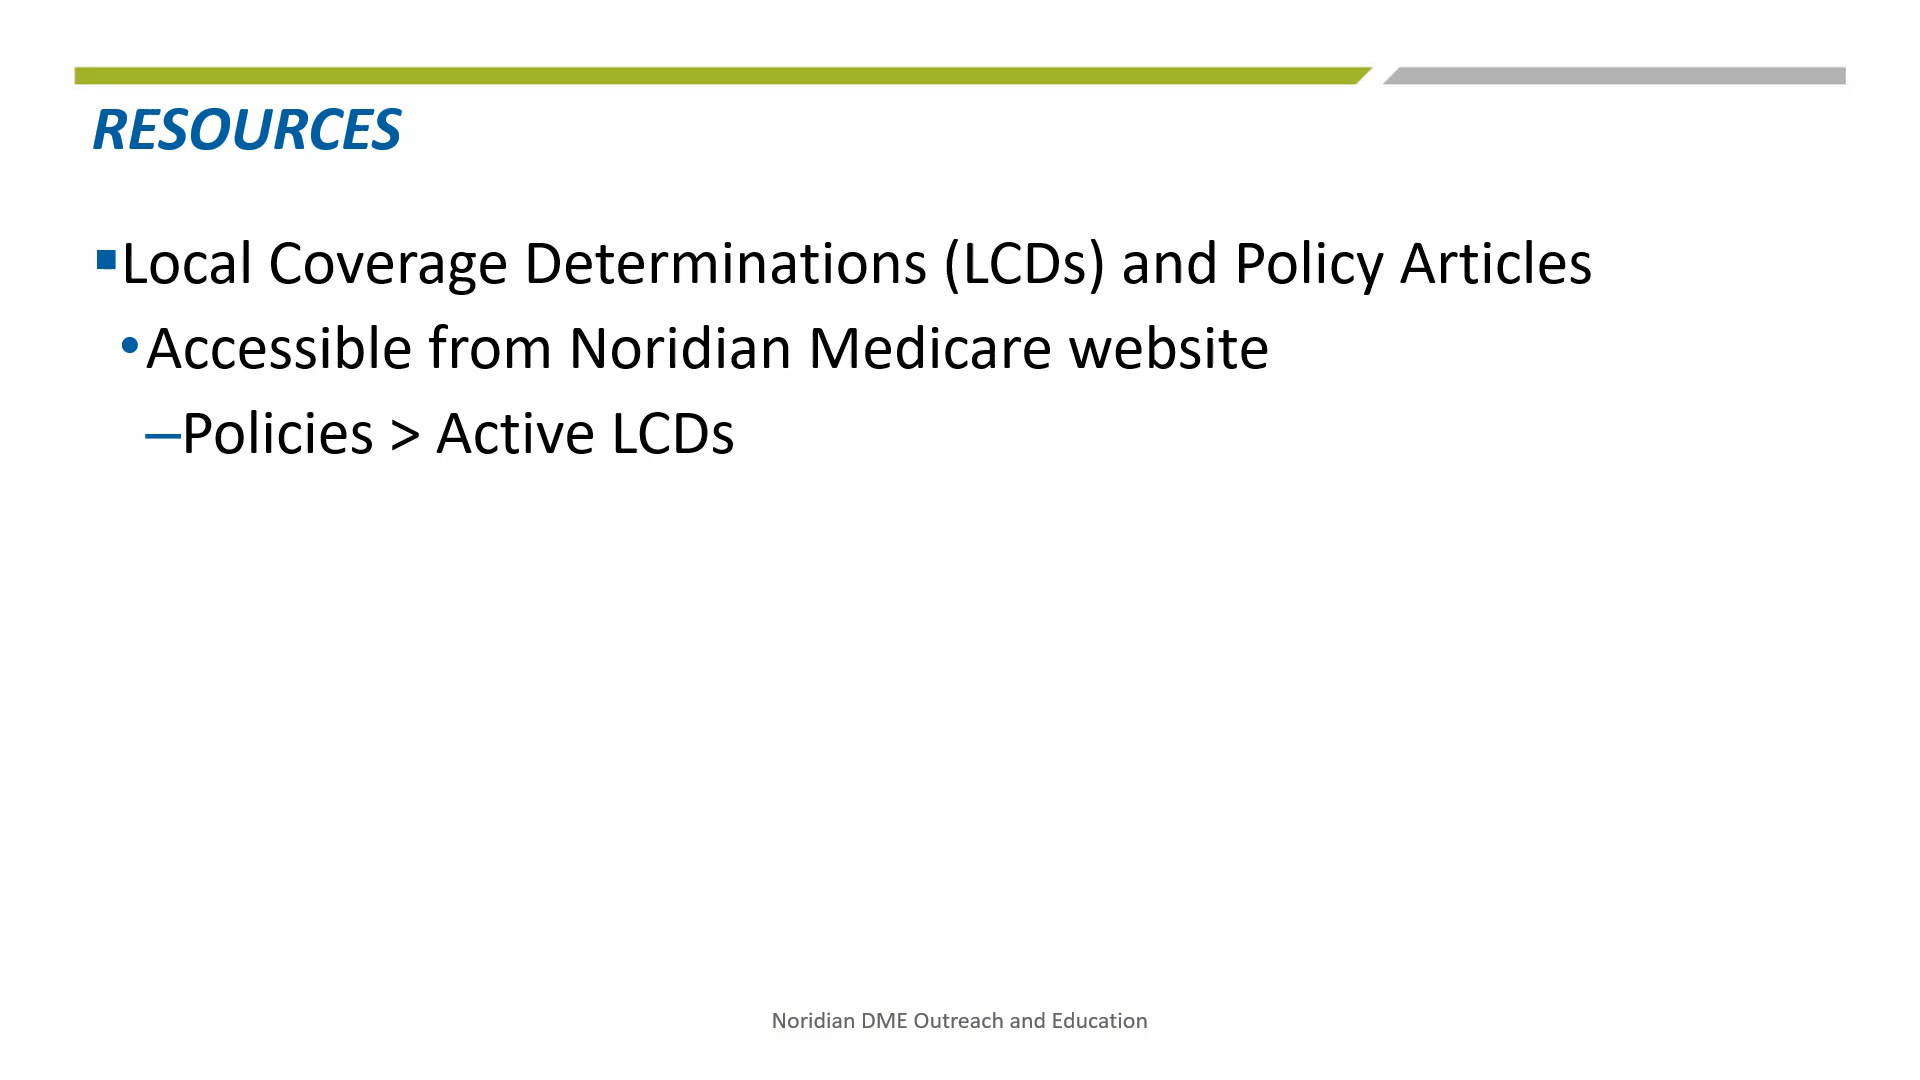 RESOURCES
▪Local Coverage Determinations (LCDs) and Policy Articles
•Accessible from Noridian Medicare website
–Policies > Active LCDs
Noridian DME Outreach and Education